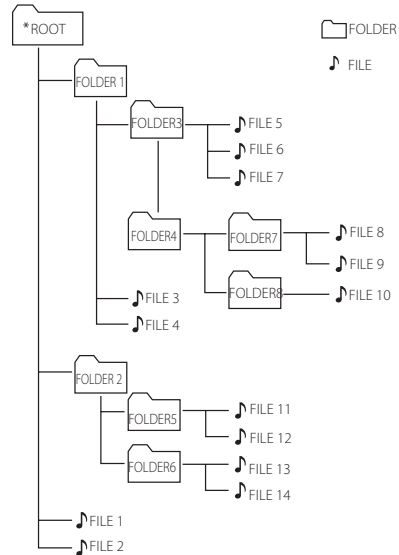 *ROOT
FOLDER
FILE
FOLDER 1
FOLDER3
FILE 5
FILE 6
FILE 7
FOLDER4
FOLDER7
FILE 8
FILE 9
FOLDER8
FILE 10
FILE 3
FILE 4
FOLDER 2
FOLDER5
FILE 11
FILE 12
FOLDER6
FILE 13
FILE 14
FILE 1
FILE 2